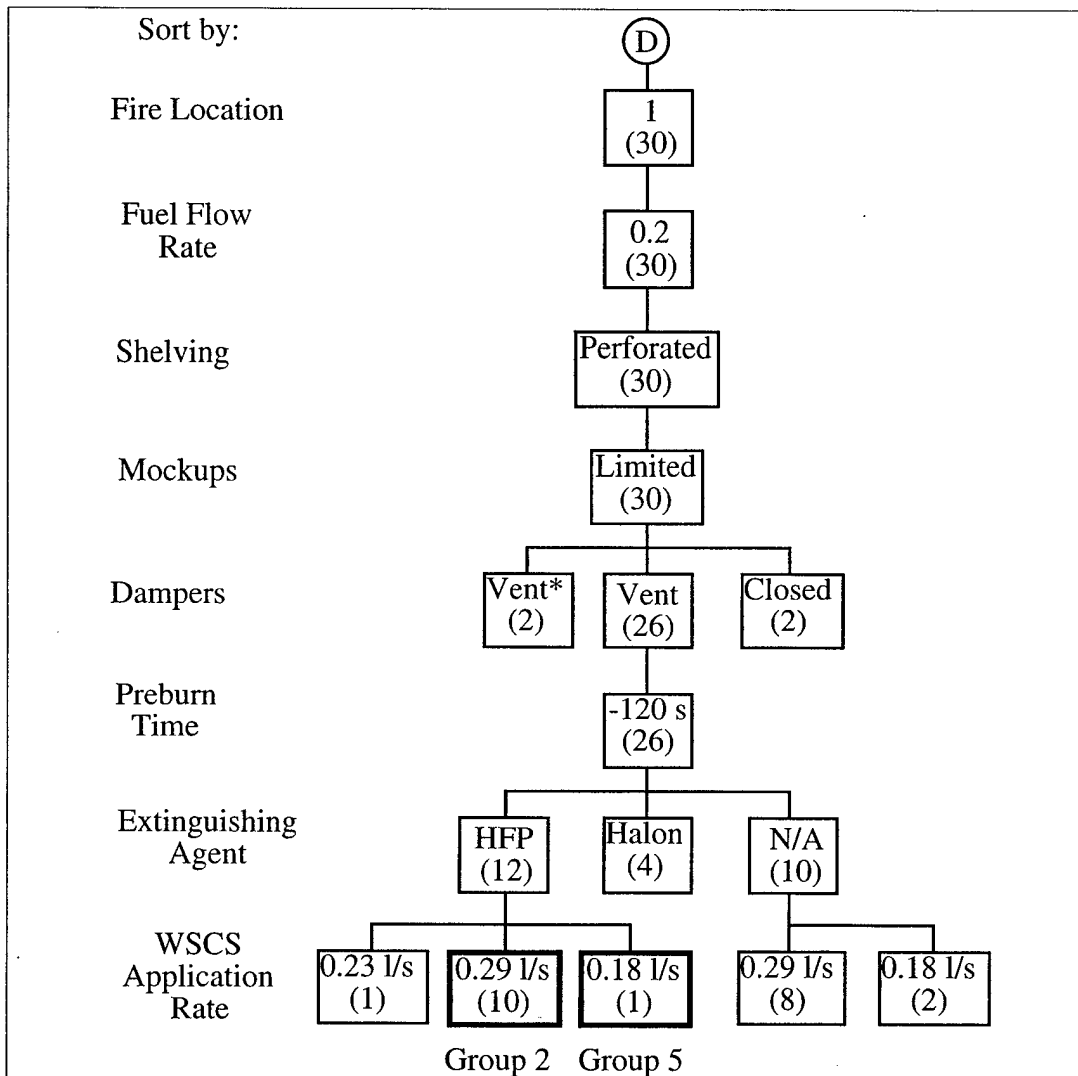 Sort by:
D
Fire Location
1
(30)
Fuel Flow
Rate
0.2
(30)
Shelving
Perforated
(30)
Mockups
Limited
(30)
Dampers
Vent*
(2)
Vent
(26)
Closed
(2)
Preburn
Time
-120 s
(26)
Extinguishing
Agent
HFP
(12)
Halon
(4)
N/A
(10)
WSCS
Application
Rate
0.23 l/s
(1)
0.29 l/s
(10)
0.18 l/s
(1)
0.29 l/s
(8)
0.18 l/s
(2)
Group 2
Group 5